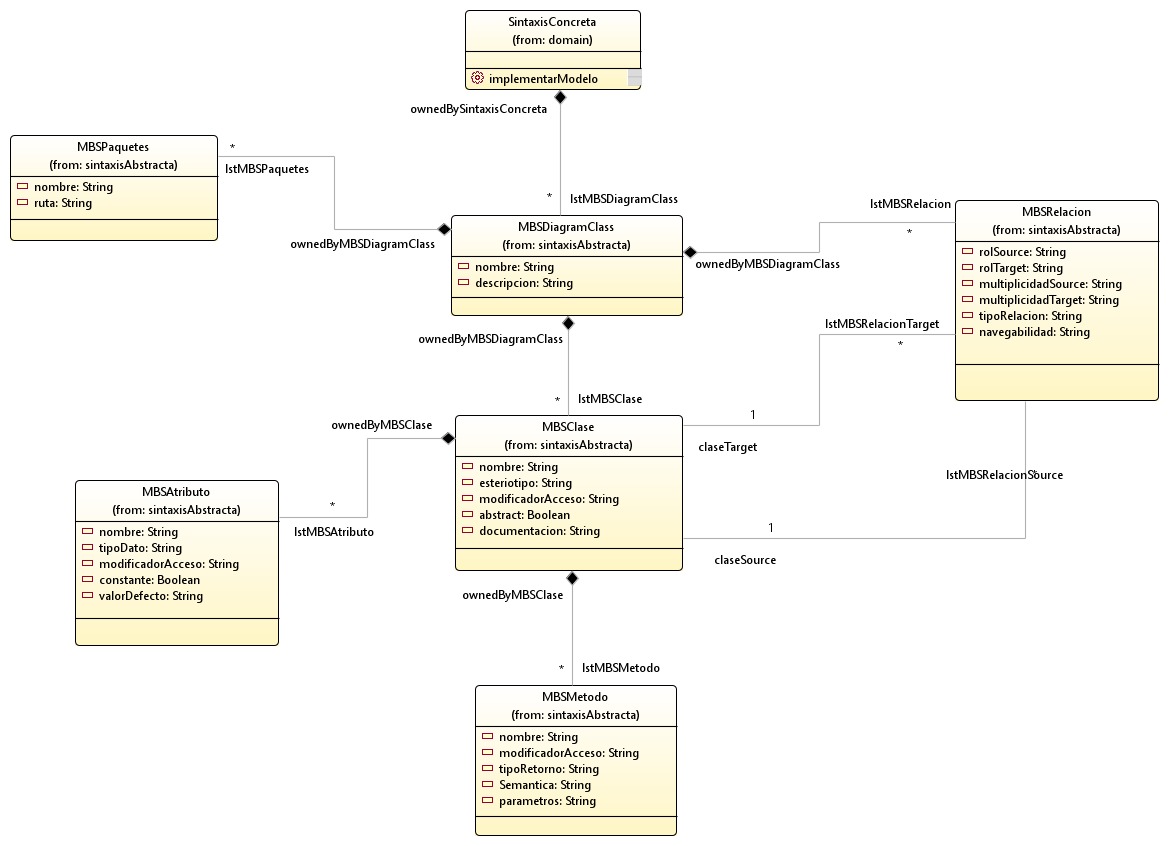 SintaxisConcreta
(from: domain)
implementarModelo
ownedBySintaxisConcreta
*
lstMBSDiagramClass
MBSPaquetes
(from: sintaxisAbstracta)
nombre: String
ruta: String
*
lstMBSPaquetes
ownedByMBSDiagramClass
MBSDiagramClass
(from: sintaxisAbstracta)
nombre: String
descripcion: String
lstMBSRelacion
*
ownedByMBSDiagramClass
MBSRelacion
(from: sintaxisAbstracta)
rolSource: String
rolTarget: String
multiplicidadSource: String
multiplicidadTarget: String
tipoRelacion: String
navegabilidad: String
lstMBSRelacionTarget
*
ownedByMBSDiagramClass
*
lstMBSClase
1
claseTarget
ownedByMBSClase
MBSClase
(from: sintaxisAbstracta)
nombre: String
esteriotipo: String
modificadorAcceso: String
abstract: Boolean
documentacion: String
lstMBSRelacionSource
*
1
claseSource
MBSAtributo
(from: sintaxisAbstracta)
nombre: String
tipoDato: String
modificadorAcceso: String
constante: Boolean
valorDefecto: String
*
lstMBSAtributo
ownedByMBSClase
*
lstMBSMetodo
MBSMetodo
(from: sintaxisAbstracta)
nombre: String
modificadorAcceso: String
tipoRetorno: String
Semantica: String
parametros: String